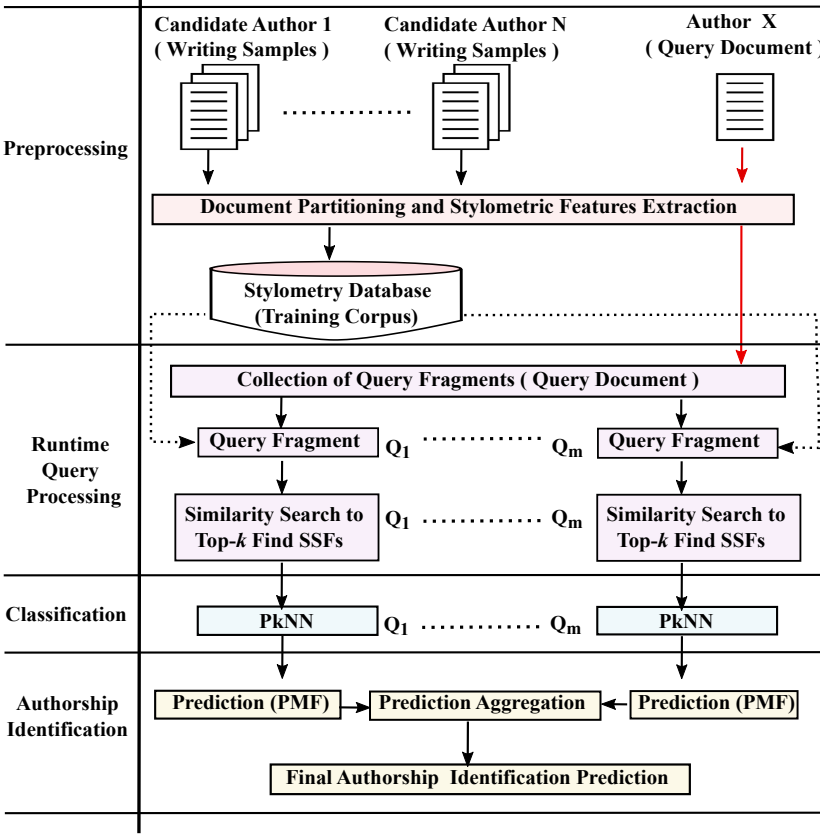 Candidate Author 1
( Writing Samples )
Candidate Author N
( Writing Samples )
Author X
( Query Document )
Preprocessing
Document Partitioning and Stylometric Features Extraction
Stylometry Database
(Training Corpus)
Collection of Query Fragments ( Query Document )
Runtime
Query
Processing
Query Fragment
Q1
Qm
Query Fragment
Similarity Search to
Top-k Find SSFs
Q1
Qm
Similarity Search to
Top-k Find SSFs
Classification
PkNN
Q1
Qm
PkNN
Authorship
Identification
Prediction (PMF)
Prediction Aggregation
Prediction (PMF)
Final Authorship Identification Prediction